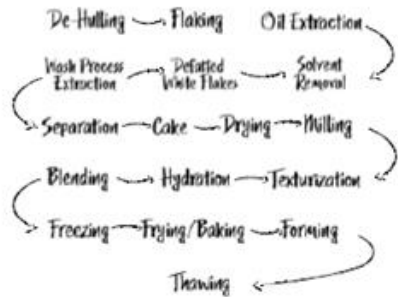 De-Hulling Flaking Oil Extraction
Wash Process Extraction Defatted White Flakes Solvent Removal
Separation Cake Drying Milling
Blending Hydration Texturization
Freezing Frying/Baking Forming
Thawing